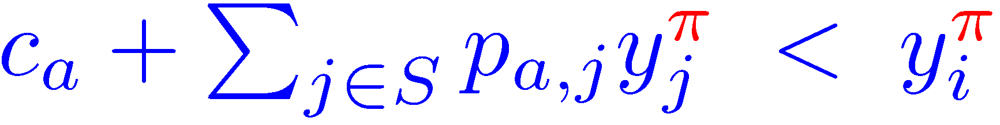 $c_a + \sum_{j \in S} p_{a,j} y_j^{\pi} < y_i^{\pi}$